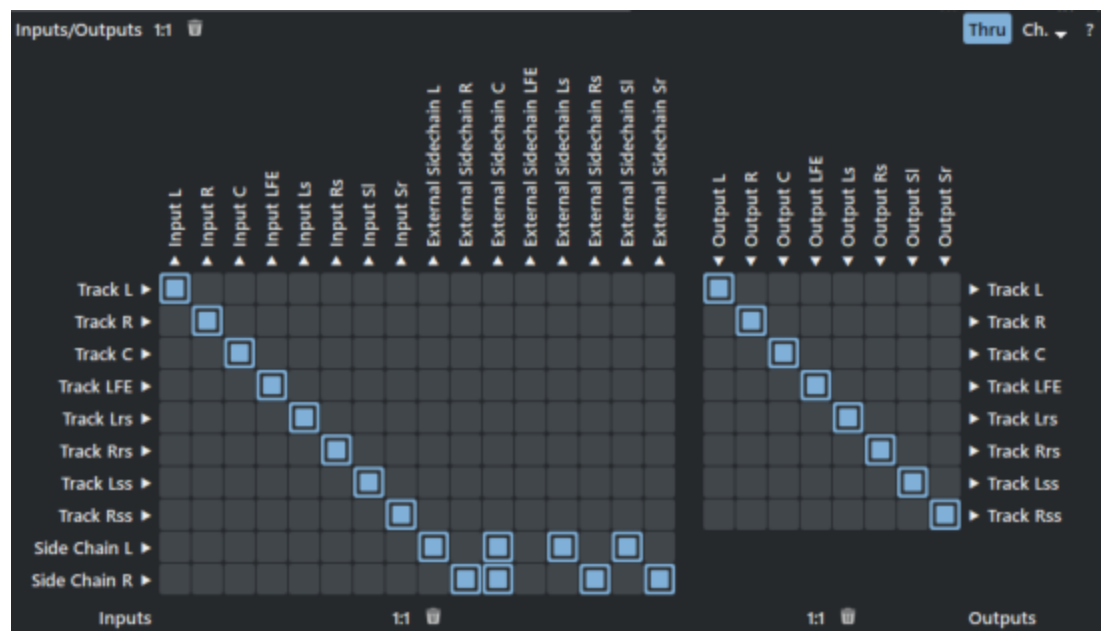 Inputs/Outputs 1:1 Thru Ch. ?
Input L
Input R
Input C
Input LFE
Input Ls
Input Rs
Input Sl
Input Sr
External Sidechain L
External Sidechain R
External Sidechain C
External Sidechain LFE
External Sidechain Ls
External Sidechain Rs
External Sidechain Sl
External Sidechain Sr
Output L
Output R
Output C
Output LFE
Output Ls
Output Rs
Output Sl
Output Sr
Track L Track L
Track R Track R
Track C Track C
Track LFE Track LFE
Track Lrs Track Lrs
Track Rrs Track Rrs
Track Lss Track Lss
Track Rss Track Rss
Side Chain L
Side Chain R
Inputs 1:1 1:1 Outputs